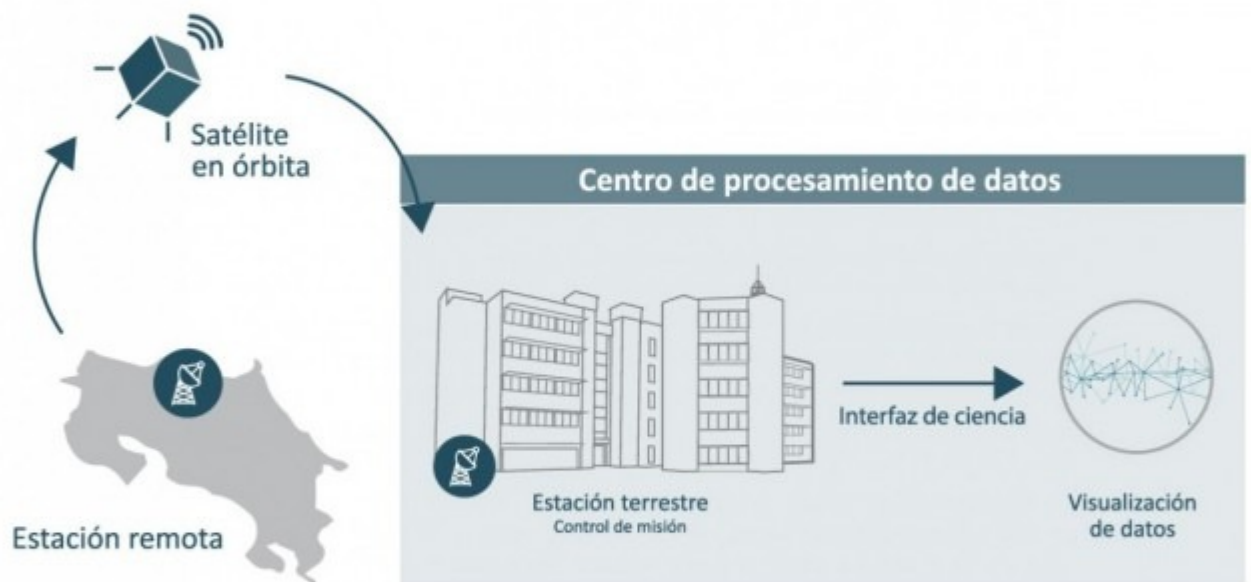 Satélite
en órbita
Centro de procesamiento de datos
Interfaz de ciencia
Estación terrestre
Control de misión
Visualización
de datos
Estación remota